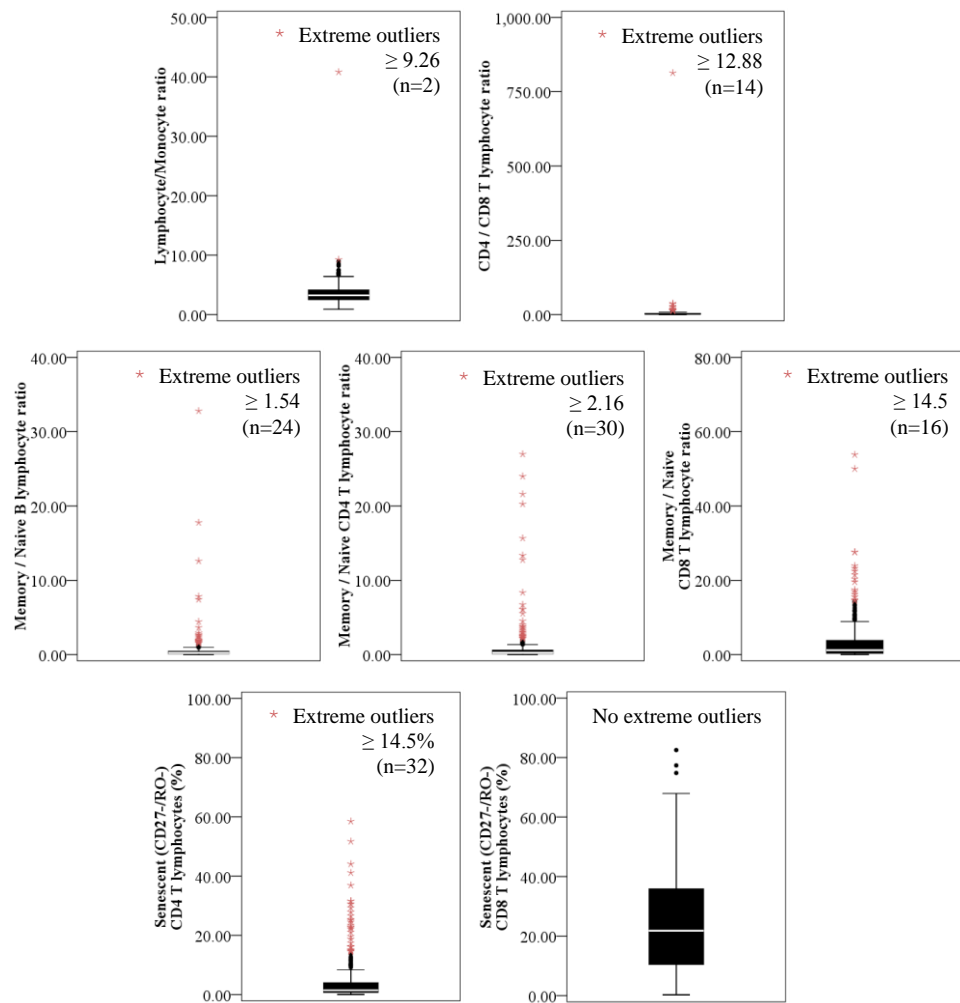 50.00
40.00
30.00
20.00
10.00
0.00
Lymphocyte/Monocyte ratio
* Extreme outliers
≥ 9.26
(n=2)
1,000.00
750.00
500.00
250.00
0.00
CD4 / CD8 T lymphocyte ratio
* Extreme outliers
≥ 12.88
(n=14)
40.00
30.00
20.00
10.00
0.00
Memory / Naive B lymphocyte ratio
* Extreme outliers
≥ 1.54
(n=24)
40.00
30.00
20.00
10.00
0.00
Memory / Naive CD4 T lymphocyte ratio
* Extreme outliers
≥ 2.16
(n=30)
80.00
60.00
40.00
20.00
0.00
Memory / Naive
CD8 T lymphocyte ratio
* Extreme outliers
≥ 14.5
(n=16)
100.00
80.00
60.00
40.00
20.00
0.00
Senescent (CD27-/RO-)
CD4 T lymphocytes (%)
* Extreme outliers
≥ 14.5%
(n=32)
100.00
80.00
60.00
40.00
20.00
0.00
Senescent (CD27-/RO-)
CD8 T lymphocytes (%)
No extreme outliers